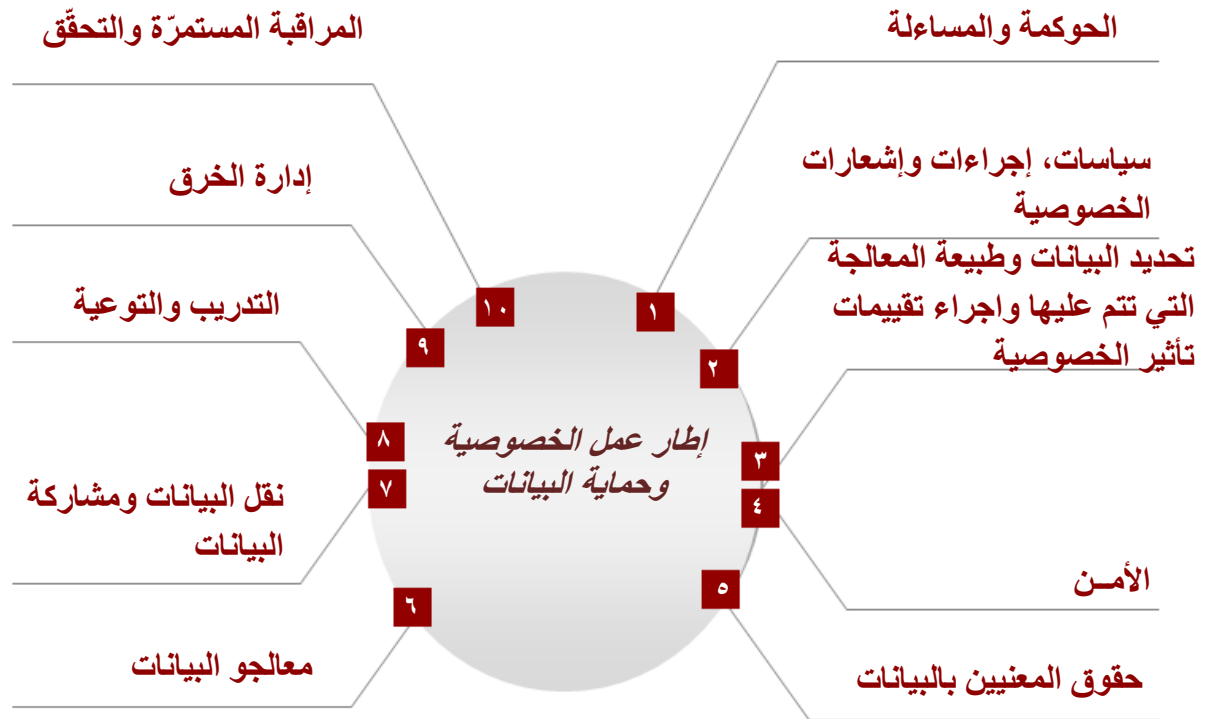 الحوكمة والمساءلة
١
سياسات، إجراءات وإشعارات
الخصوصية
٢
تحديد البيانات وطبيعة المعالجة
التي تتم عليها واجراء تقييمات
تأثير الخصوصية
٣
الأمــن
٤
حقوق المعنيين بالبيانات
٥
معالجو البيانات
٦
نقل البيانات ومشاركة
البيانات
٧
التدريب والتوعية
٨
إدارة الخرق
٩
المراقبة المستمرّة والتحقّق
١٠
إطار عمل الخصوصية
وحماية البيانات